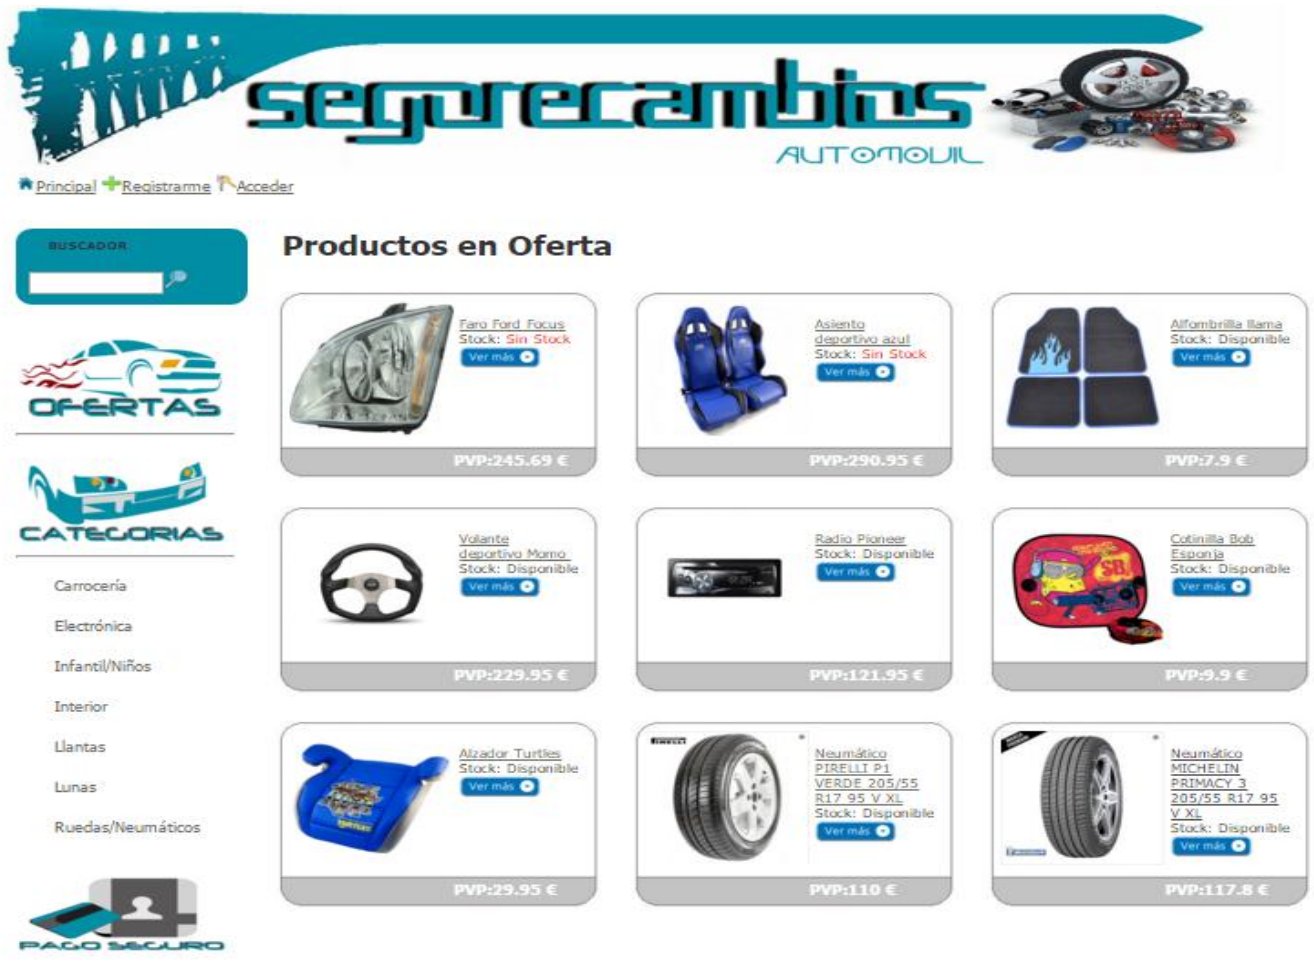 segorecambios
AUTOMOVIL
Principal Registrarme Acceder
BUSCADOR
OFERTAS
CATEGORIAS
Carrocería
Electrónica
Infantil/Niños
Interior
Llantas
Lunas
Ruedas/Neumáticos
PAGO SEGURO
Productos en Oferta
Faro Ford Focus
Stock: Sin Stock
Ver más
PVP:245.69 €
Asiento
deportivo azul
Stock: Sin Stock
Ver más
PVP:290.95 €
Alfombrilla llama
Stock: Disponible
Ver más
PVP:7.9 €
Volante
deportivo Momo
Stock: Disponible
Ver más
PVP:229.95 €
Radio Pioneer
Stock: Disponible
Ver más
PVP:121.95 €
SB
Cotinilla Bob
Esponja
Stock: Disponible
Ver más
PVP:9.9 €
Alzador Turtles
Stock: Disponible
Ver más
PVP:29.95 €
PIRELLI
Neumático
PIRELLI P1
VERDE 205/55
R17 95 V XL
Stock: Disponible
Ver más
PVP:110 €
Neumático
MICHELIN
PRIMACY 3
205/55 R17 95
V XL
Stock: Disponible
Ver más
PVP:117.8 €